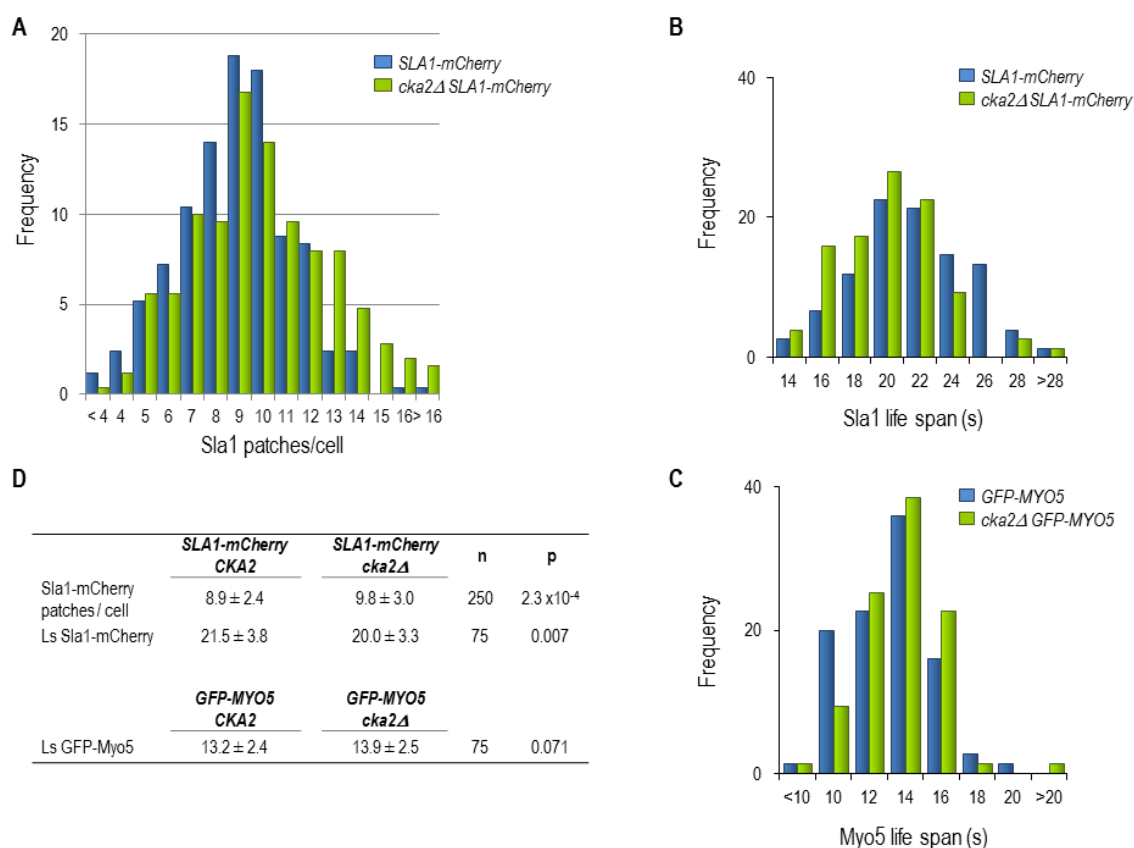 A
20
15
10
5
0
Frequency
SLA1-mCherry
cka2Δ SLA1-mCherry
< 4 4 5 6 7 8 9 10 11 12 13 14 15 16 > 16
Sla1 patches/cell
B
40
20
0
Frequency
SLA1-mCherry
cka2Δ SLA1-mCherry
14 16 18 20 22 24 26 28 >28
Sla1 life span (s)
D
SLA1-mCherry SLA1-mCherry
CKA2 cka2Δ n p
Sla1-mCherry
patches / cell 8.9 ± 2.4 9.8 ± 3.0 250 2.3 x10⁻⁴
Ls Sla1-mCherry 21.5 ± 3.8 20.0 ± 3.3 75 0.007
GFP-MYO5 GFP-MYO5
CKA2 cka2Δ
Ls GFP-Myo5 13.2 ± 2.4 13.9 ± 2.5 75 0.071
C
40
20
0
Frequency
GFP-MYO5
cka2Δ GFP-MYO5
<10 10 12 14 16 18 20 >20
Myo5 life span (s)